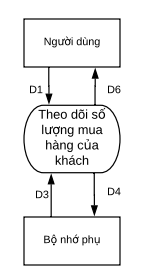 Người dùng
D1
D6
Theo dõi số
lượng mua
hàng của
khách
D3
D4
Bộ nhớ phụ